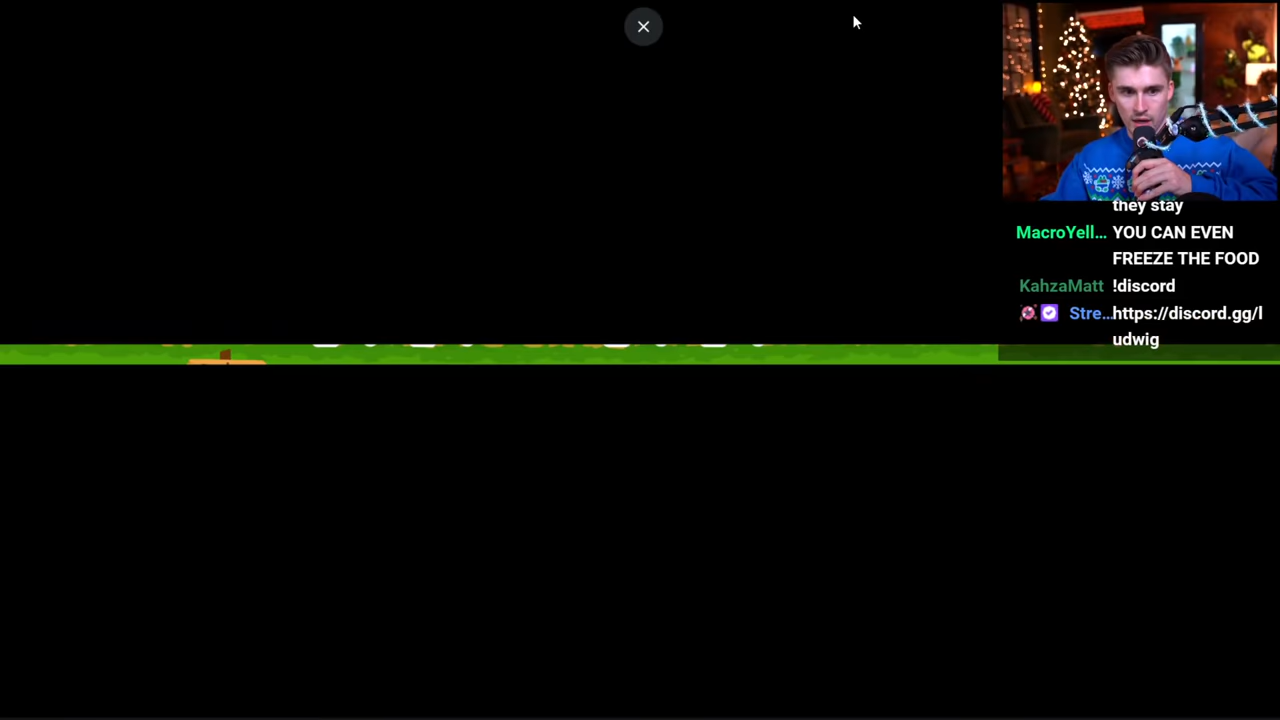 they stay
MacroYell... YOU CAN EVEN
FREEZE THE FOOD
KahzaMatt !discord
Stre...https://discord.gg/l
udwig